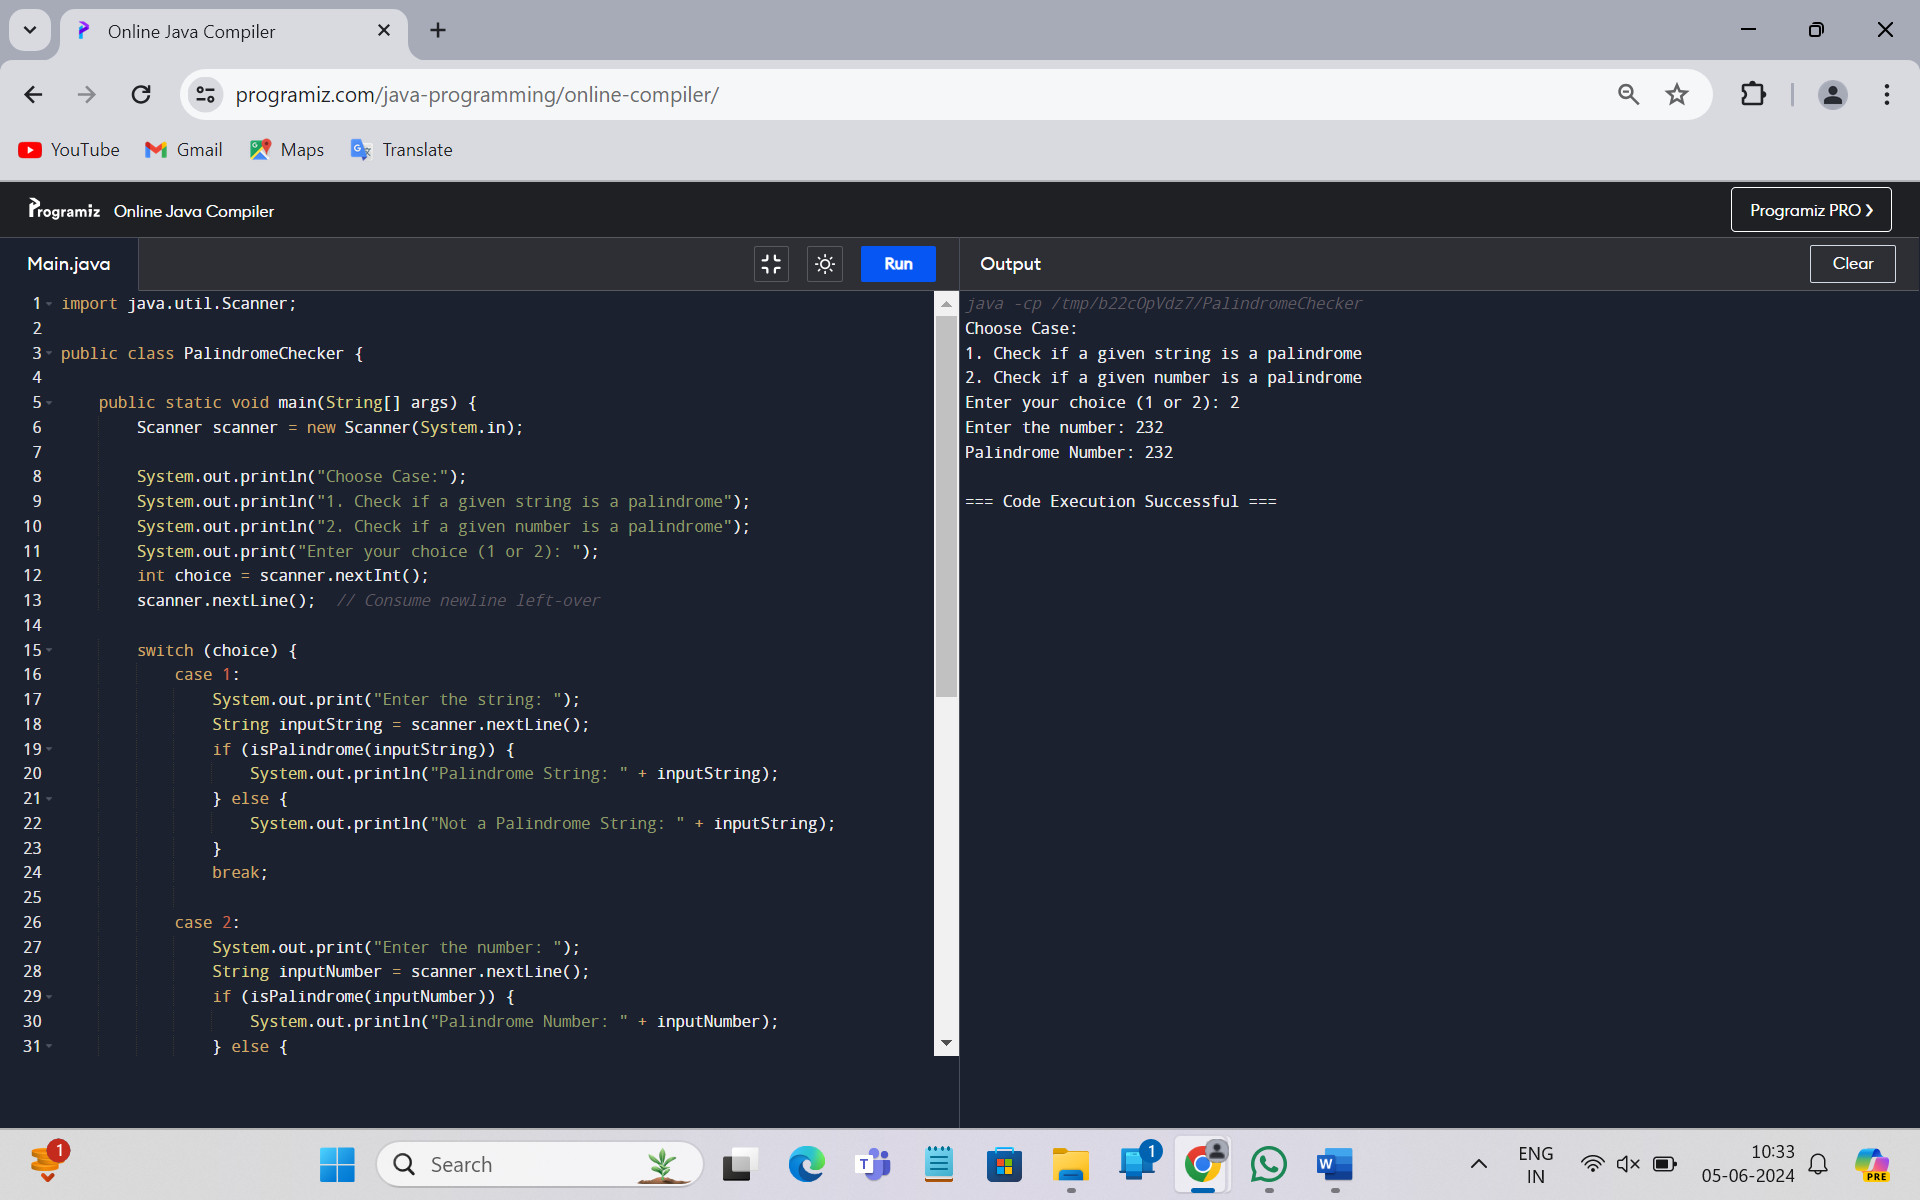 Online Java Compiler
programiz.com/java-programming/online-compiler/
YouTube Gmail Maps Translate
Programiz Online Java Compiler Programiz PRO
Main.java Run Output Clear
1 import java.util.Scanner;
2
3 public class PalindromeChecker {
4
5 public static void main(String[] args) {
6 Scanner scanner = new Scanner(System.in);
7
8 System.out.println("Choose Case:");
9 System.out.println("1. Check if a given string is a palindrome");
10 System.out.println("2. Check if a given number is a palindrome");
11 System.out.print("Enter your choice (1 or 2): ");
12 int choice = scanner.nextInt();
13 scanner.nextLine(); // Consume newline left-over
14
15 switch (choice) {
16 case 1:
17 System.out.print("Enter the string: ");
18 String inputString = scanner.nextLine();
19 if (isPalindrome(inputString)) {
20 System.out.println("Palindrome String: " + inputString);
21 } else {
22 System.out.println("Not a Palindrome String: " + inputString);
23 }
24 break;
25
26 case 2:
27 System.out.print("Enter the number: ");
28 String inputNumber = scanner.nextLine();
29 if (isPalindrome(inputNumber)) {
30 System.out.println("Palindrome Number: " + inputNumber);
31 } else {
java -cp /tmp/b22cOpVdz7/PalindromeChecker
Choose Case:
1. Check if a given string is a palindrome
2. Check if a given number is a palindrome
Enter your choice (1 or 2): 2
Enter the number: 232
Palindrome Number: 232
=== Code Execution Successful ===
1
Search
T
1
W
ENG
IN
10:33
05-06-2024
PRE